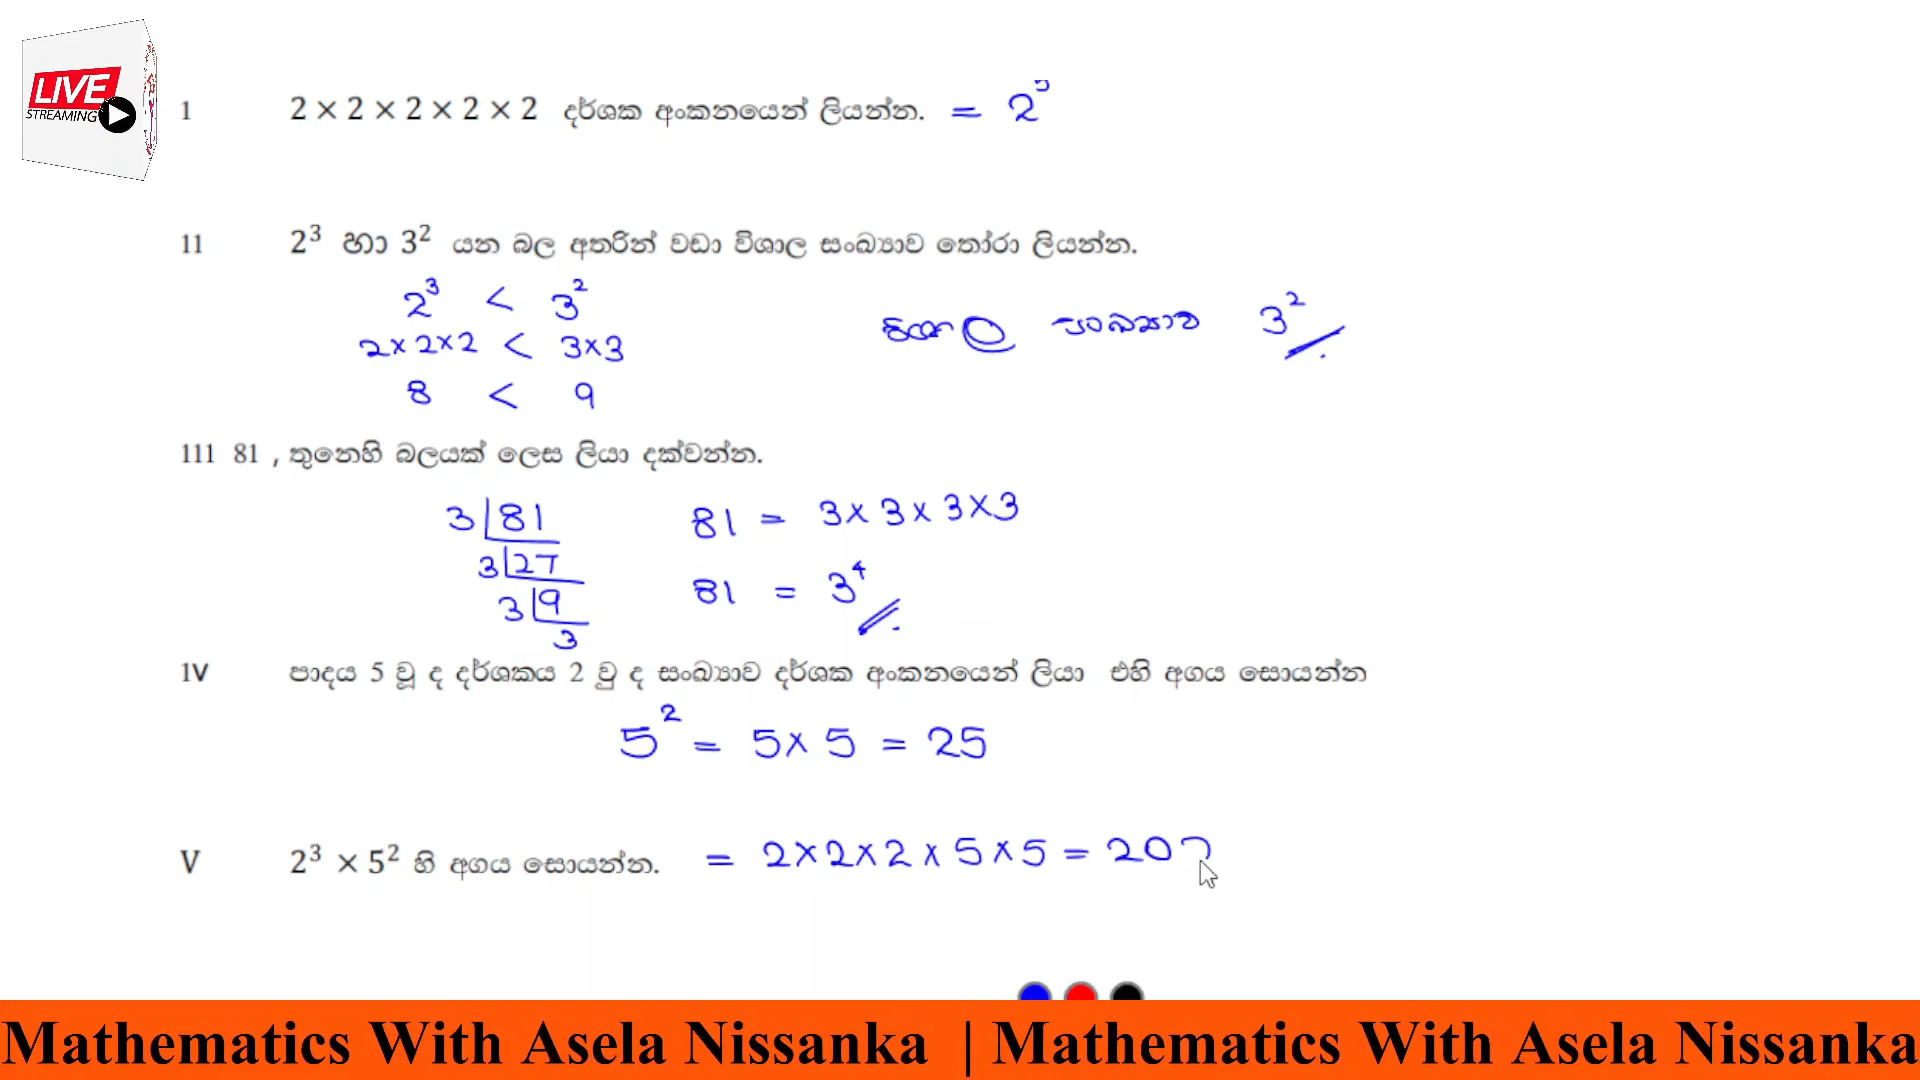 LIVE
STREAMING
1 2 × 2 × 2 × 2 × 2 දර්ශක අංකනයෙන් ලියන්න. = 2⁵
11 2³ හා 3² යන බල අතරින් වඩා විශාල සංඛ්‍යාව තෝරා ලියන්න.
2³ < 3²
2 × 2 × 2 < 3 × 3
විශාල සංඛ්‍යාව 3²
8 < 9
111 81 , තුනෙහි බලයක් ලෙස ලියා දක්වන්න.
3 81
81 = 3 × 3 × 3 × 3
3 27
3 9
81 = 3⁴
3
1V පාදය 5 වූ ද දර්ශකය 2 වු ද සංඛ්‍යාව දර්ශක අංකනයෙන් ලියා එහි අගය සොයන්න
5² = 5 × 5 = 25
V 2³ × 5² හි අගය සොයන්න. = 2 × 2 × 2 × 5 × 5 = 20
Mathematics With Asela Nissanka | Mathematics With Asela Nissanka